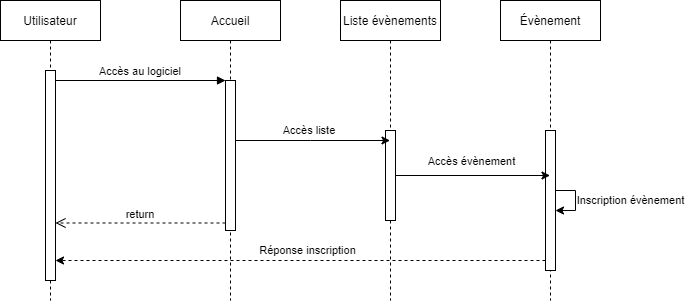 Utilisateur
Accueil
Liste évènements
Évènement
Accès au logiciel
Accès liste
Accès évènement
Inscription évènement
return
Réponse inscription